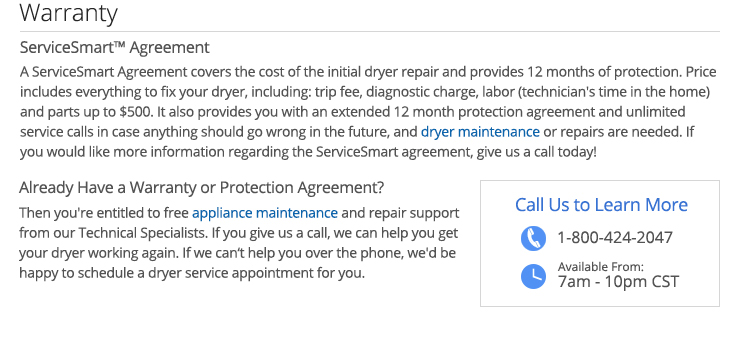 Warranty
ServiceSmart™ Agreement
A ServiceSmart Agreement covers the cost of the initial dryer repair and provides 12 months of protection. Price
includes everything to fix your dryer, including: trip fee, diagnostic charge, labor (technician's time in the home)
and parts up to $500. It also provides you with an extended 12 month protection agreement and unlimited
service calls in case anything should go wrong in the future, and dryer maintenance or repairs are needed. If
you would like more information regarding the ServiceSmart agreement, give us a call today!
Already Have a Warranty or Protection Agreement?
Then you're entitled to free appliance maintenance and repair support
from our Technical Specialists. If you give us a call, we can help you get
your dryer working again. If we can't help you over the phone, we'd be
happy to schedule a dryer service appointment for you.
Call Us to Learn More
1-800-424-2047
Available From:
7am - 10pm CST